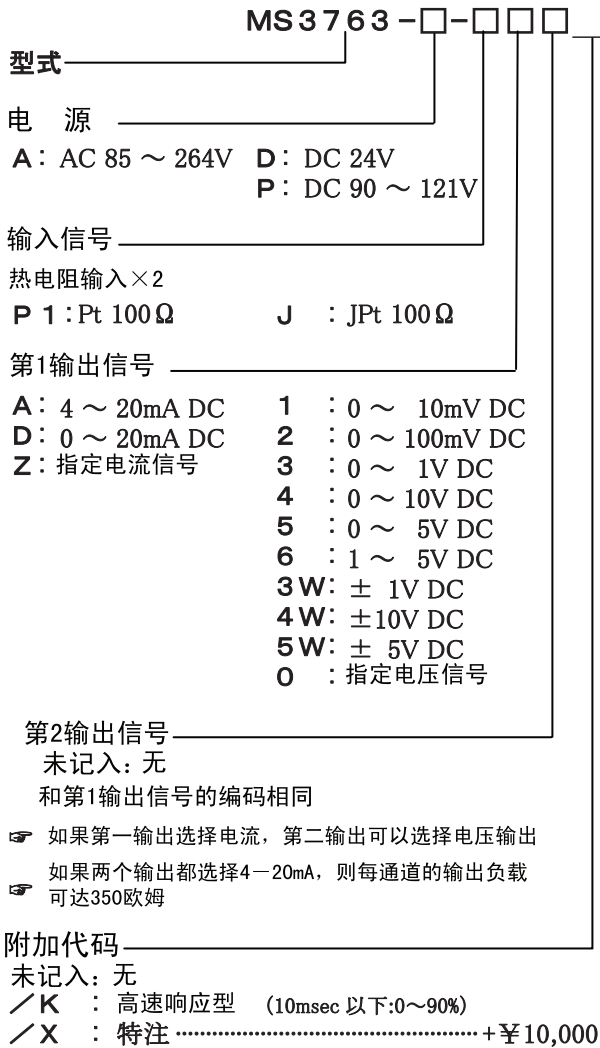 MS3763-□-□□□
型式
电 源
A: AC 85 ～ 264V D: DC 24V
P: DC 90 ～ 121V
输入信号
热电阻输入×2
P1:Pt 100Ω J :JPt 100Ω
第1输出信号
A: 4 ～ 20mA DC 1 :0 ～ 10mV DC
D: 0 ～ 20mA DC 2 :0 ～ 100mV DC
Z: 指定电流信号 3 :0 ～ 1V DC
4 :0 ～ 10V DC
5 :0 ～ 5V DC
6 :1 ～ 5V DC
3W: ± 1V DC
4W: ±10V DC
5W: ± 5V DC
0 :指定电压信号
第2输出信号
未记入: 无
和第1输出信号的编码相同
☞ 如果第一输出选择电流，第二输出可以选择电压输出
☞ 如果两个输出都选择4－20mA，则每通道的输出负载
可达350欧姆
附加代码
未记入: 无
／K : 高速响应型 (10msec 以下:0～90%)
／X : 特注 ················································+￥10,000